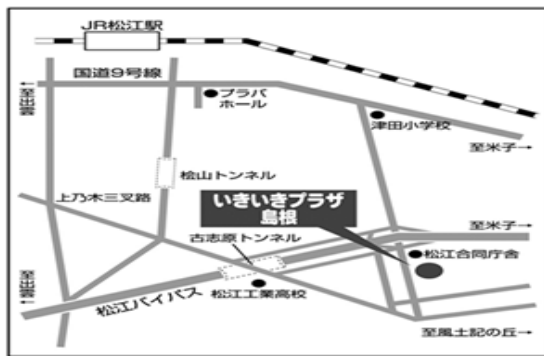 JR松江駅
国道9号線
至出雲
プラバ
ホール
津田小学校
至米子
桧山トンネル
上乃木三叉路
いきいきプラザ
島根
至米子
古志原トンネル
松江合同庁舎
至出雲
松江バイパス
松江工業高校
至風土記の丘